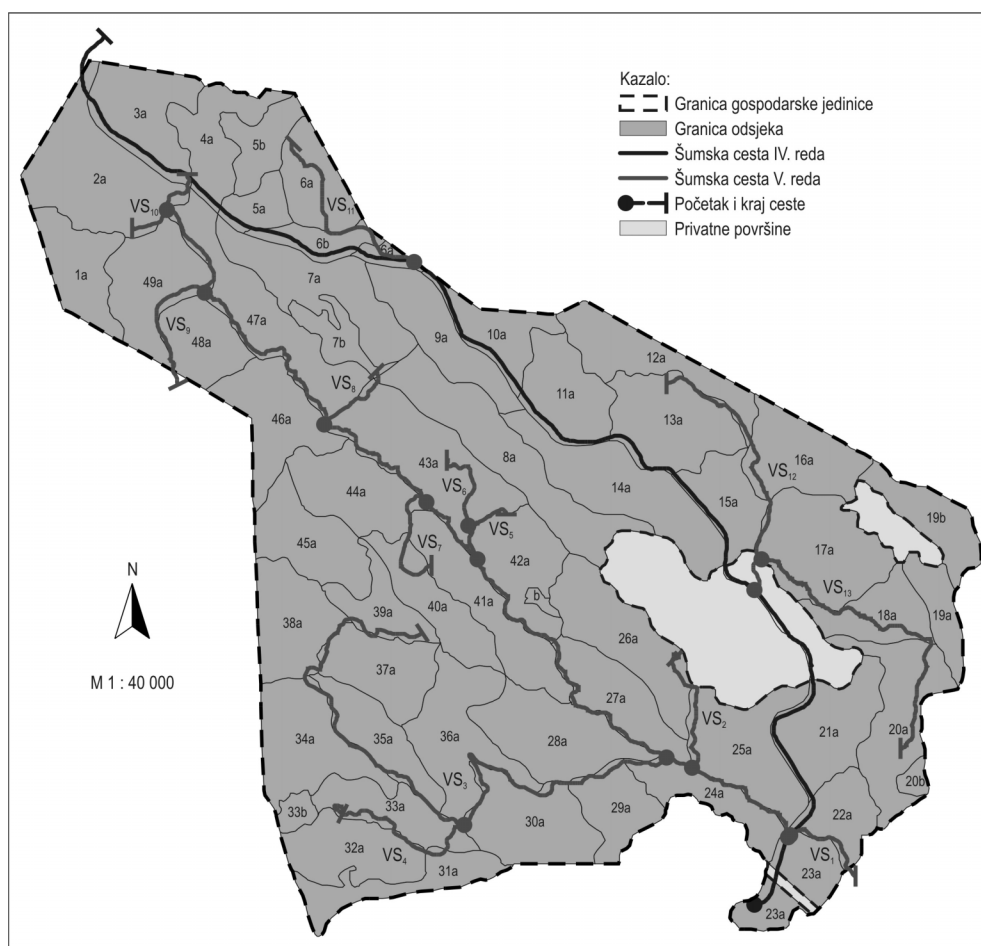 Kazalo:
Granica gospodarske jedinice
Granica odsjeka
Šumska cesta IV. reda
Šumska cesta V. reda
Početak i kraj ceste
Privatne površine
3a
4a
5b
2a
6a
VS₁₀
VS₁₁
5a
6b
6a
1a
49a
7a
10a
VS₉
47a
48a
7b
9a
12a
VS₈
11a
13a
46a
43a
8a
VS₁₂
16a
44a
VS₆
14a
15a
19b
VS₅
45a
VS₇
42a
17a
N
40a
41a
b
VS₁₃
38a
39a
18a
19a
26a
M 1 : 40 000
37a
27a
VS₂
34a
35a
36a
28a
25a
21a
20a
VS₃
24a
20b
33b
33a
30a
29a
22a
32a
VS₄
31a
VS₁
23a
23a